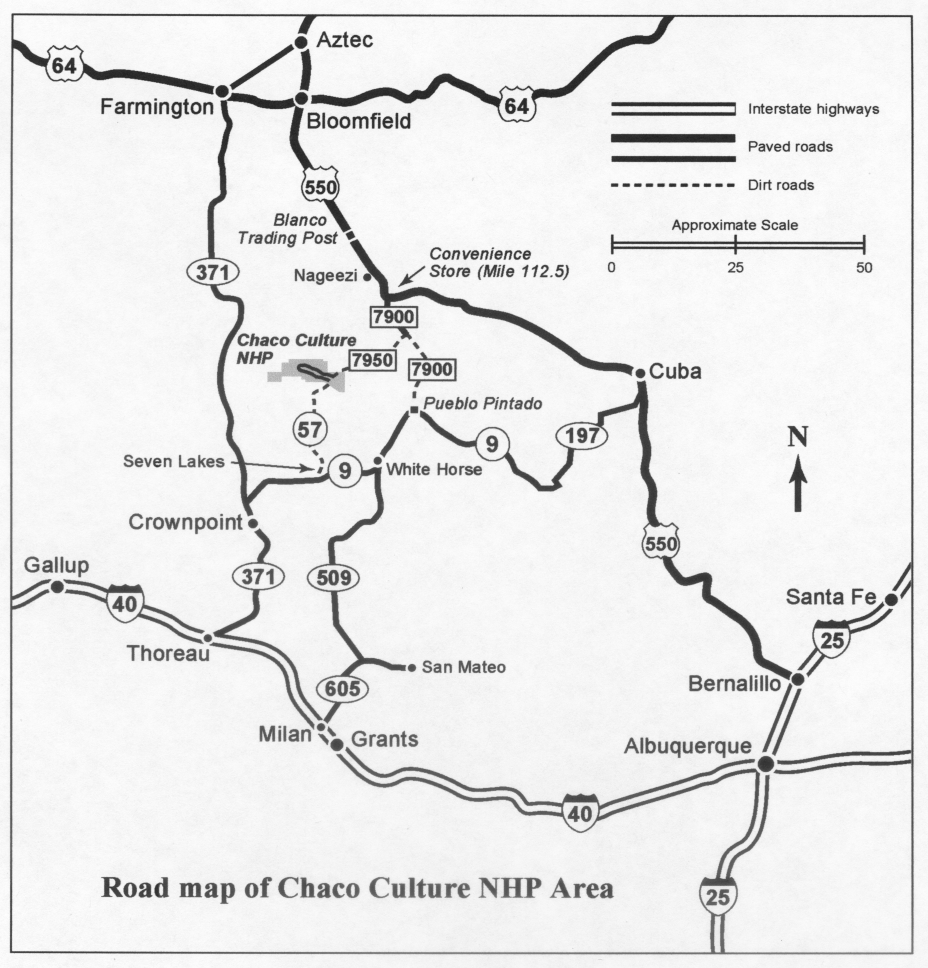 Aztec
64
Farmington
Bloomfield
64
Interstate highways
Paved roads
Dirt roads
550
Blanco
Trading Post
Approximate Scale
0 25 50
Convenience
Store (Mile 112.5)
371
Nageezi
7900
Chaco Culture
NHP
7950
7900
Cuba
Pueblo Pintado
57
9
197
N
Seven Lakes
9
White Horse
Crownpoint
550
Gallup
371
509
40
Santa Fe
25
Thoreau
San Mateo
605
Bernalillo
Milan
Grants
Albuquerque
40
Road map of Chaco Culture NHP Area
25